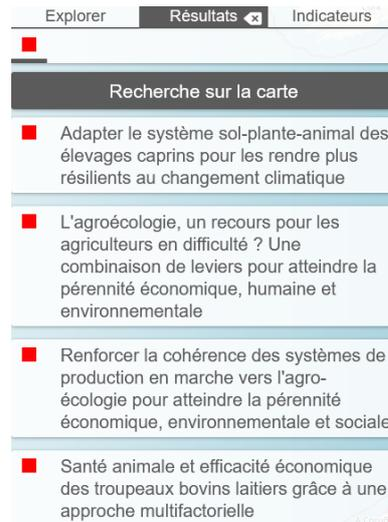 Explorer Résultats Indicateurs
Recherche sur la carte
Adapter le système sol-plante-animal des
élevages caprins pour les rendre plus
résilients au changement climatique
L'agroécologie, un recours pour les
agriculteurs en difficulté ? Une
combinaison de leviers pour atteindre la
pérennité économique, humaine et
environnementale
Renforcer la cohérence des systèmes de
production en marche vers l'agro-
écologie pour atteindre la pérennité
économique, environnementale et sociale
Santé animale et efficacité économique
des troupeaux bovins laitiers grâce à une
approche multifactorielle